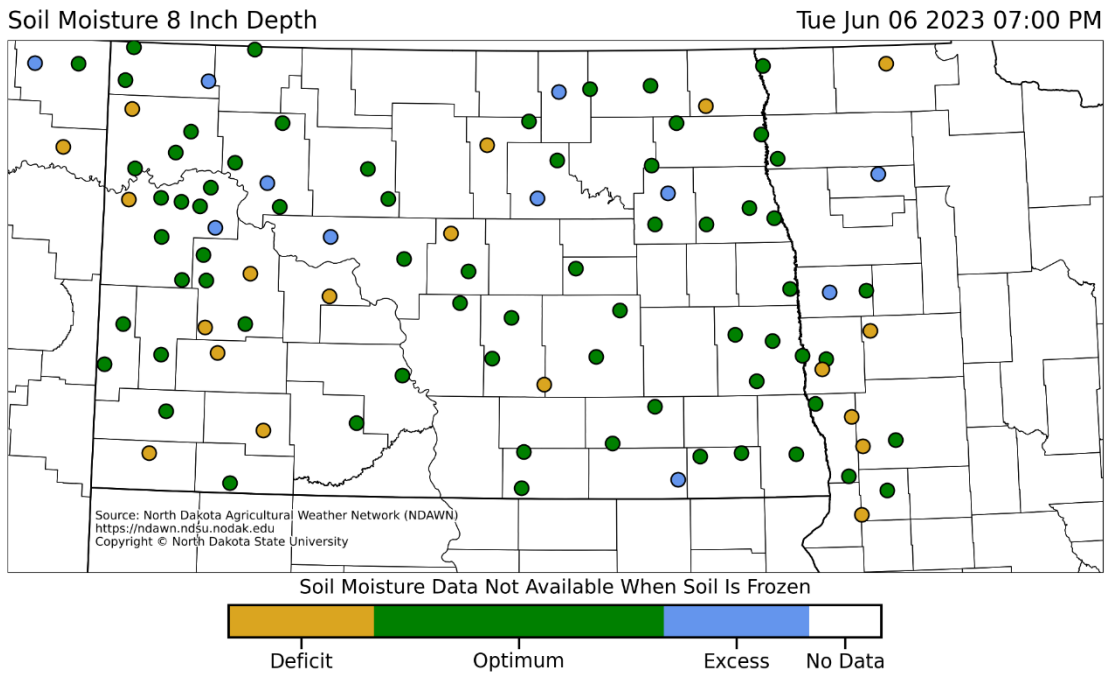 Soil Moisture 8 Inch Depth
Tue Jun 06 2023 07:00 PM
Source: North Dakota Agricultural Weather Network (NDAWN)
https://ndawn.ndsu.nodak.edu
Copyright © North Dakota State University
Soil Moisture Data Not Available When Soil Is Frozen
Deficit
Optimum
Excess
No Data